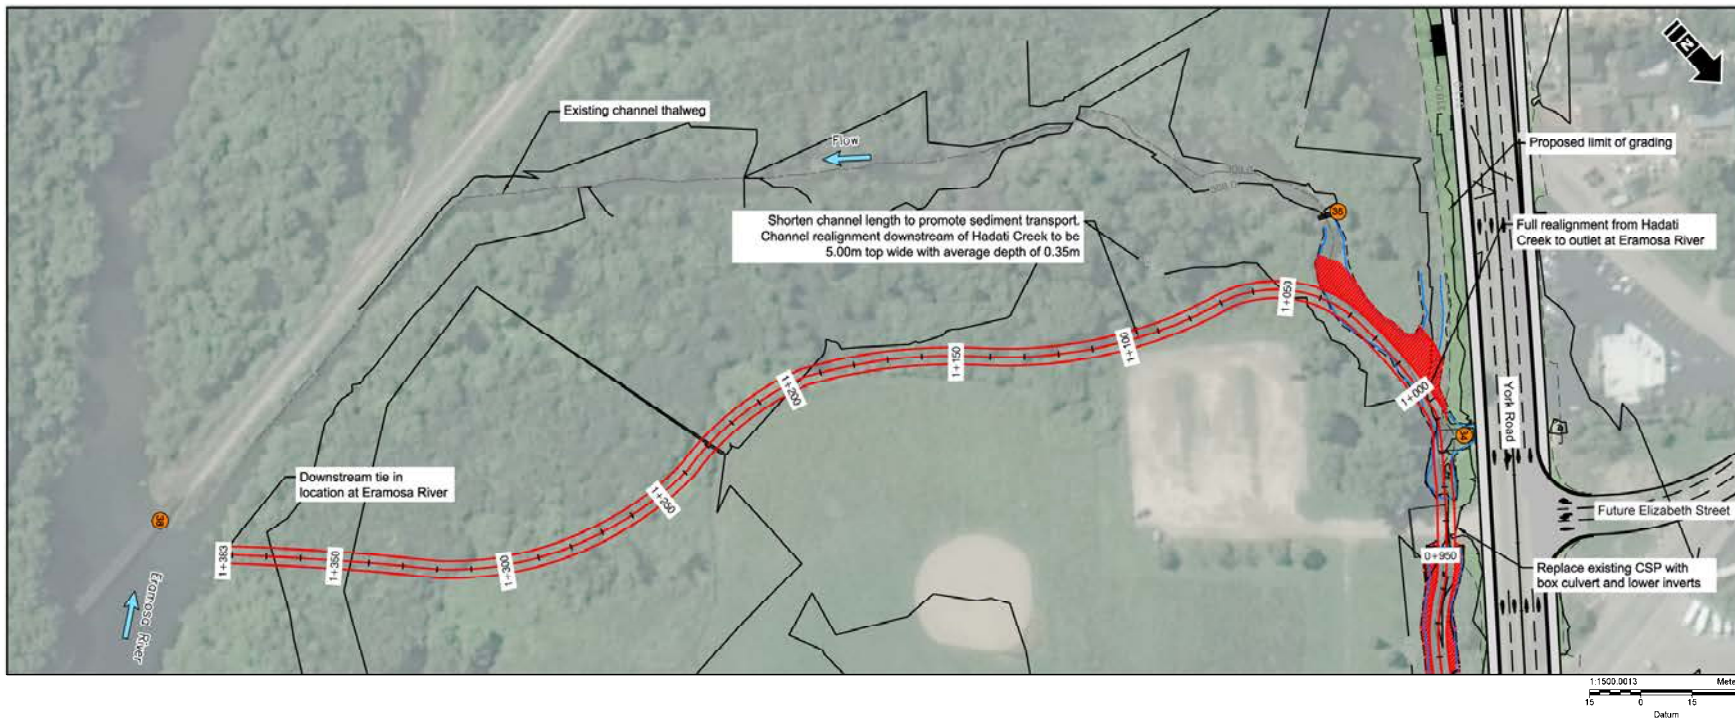 N
Existing channel thalweg
Flow
Proposed limit of grading
Shorten channel length to promote sediment transport.
Channel realignment downstream of Hadati Creek to be
5.00m top wide with average depth of 0.35m
Full realignment from Hadati
Creek to outlet at Eramosa River
1+050
1+100
1+150
1+200
1+000
34
York Road
Downstream tie in
location at Eramosa River
1+250
38
Future Elizabeth Street
1+383
1+350
1+300
0+950
Replace existing CSP with
box culvert and lower inverts
Eramosa River
1:1500.0013
15 0 15
Datum